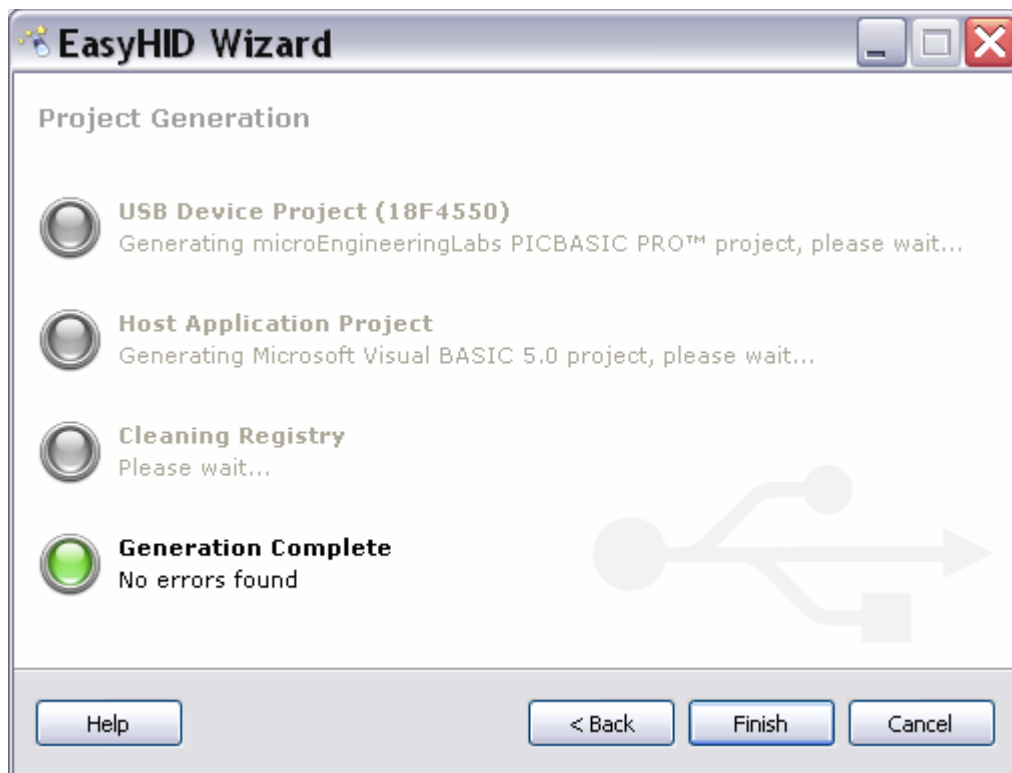 EasyHID Wizard
Project Generation
USB Device Project (18F4550)
Generating microEngineeringLabs PICBASIC PRO™ project, please wait...
Host Application Project
Generating Microsoft Visual BASIC 5.0 project, please wait...
Cleaning Registry
Please wait...
Generation Complete
No errors found
Help < Back Finish Cancel